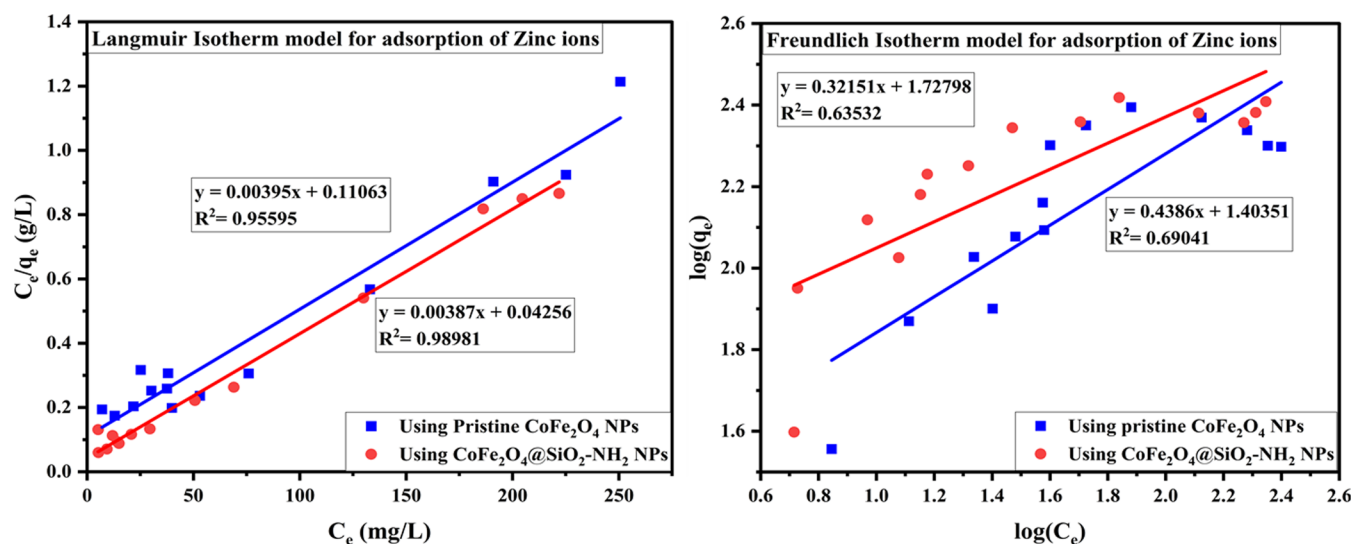 Langmuir Isotherm model for adsorption of Zinc ions
1.4
1.2
1.0
0.8
0.6
0.4
0.2
0.0
Cₑ/qₑ (g/L)
y = 0.00395x + 0.11063
R²= 0.95595
y = 0.00387x + 0.04256
R²= 0.98981
Using Pristine CoFe₂O₄ NPs
Using CoFe₂O₄@SiO₂-NH₂ NPs
0 50 100 150 200 250
Cₑ (mg/L)
Freundlich Isotherm model for adsorption of Zinc ions
2.6
2.4
2.2
2.0
1.8
1.6
log(qₑ)
y = 0.32151x + 1.72798
R²= 0.63532
y = 0.4386x + 1.40351
R²= 0.69041
Using pristine CoFe₂O₄ NPs
Using CoFe₂O₄@SiO₂-NH₂ NPs
0.6 0.8 1.0 1.2 1.4 1.6 1.8 2.0 2.2 2.4 2.6
log(Cₑ)